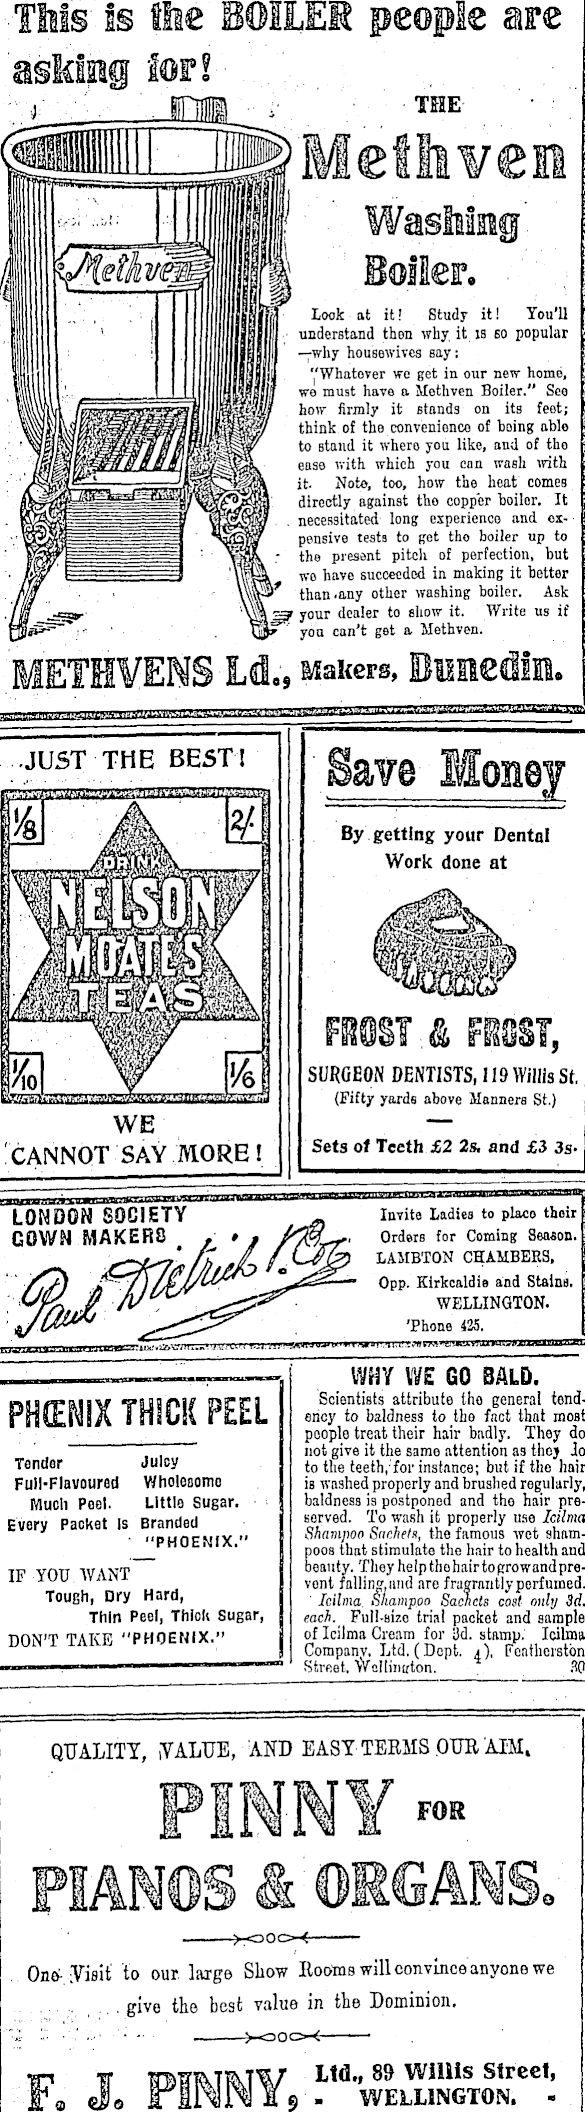 This is the BOILER people are
asking for!
THE
Methven
Washing
Boiler.
Methven
Look at it! Study it! You'll
understand then why it is so popular
—why housewives say:
"Whatever we get in our new home,
we must have a Methven Boiler." See
how firmly it stands on its feet;
think of the convenience of being able
to stand it where you like, and of the
ease with which you can wash with
it. Note, too, how the heat comes
directly against the copper boiler. It
necessitated long experience and ex-
pensive tests to get the boiler up to
the present pitch of perfection, but
we have succeeded in making it better
than any other washing boiler. Ask
your dealer to show it. Write us if
you can't get a Methven.
METHVENS Ld., Makers, Dunedin.
JUST THE BEST!
1/8 2/-
DRINK
NELSON
MOATE'S
TEAS
1/10 1/6
WE
CANNOT SAY MORE!
Save Money
By getting your Dental
Work done at
FROST & FROST,
SURGEON DENTISTS, 119 Willis St.
(Fifty yards above Manners St.)
Sets of Teeth £2 2s. and £3 3s.
LONDON SOCIETY
GOWN MAKERS
Paul Dietrich & Co
Invite Ladies to place their
Orders for Coming Season.
LAMBTON CHAMBERS,
Opp. Kirkcaldie and Stains.
WELLINGTON.
'Phone 425.
PHŒNIX THICK PEEL
Tender Juicy
Full-Flavoured Wholesome
Much Peel. Little Sugar.
Every Packet is Branded
"PHOENIX."
IF YOU WANT
Tough, Dry Hard,
Thin Peel, Thick Sugar,
DON'T TAKE "PHOENIX."
WHY WE GO BALD.
Scientists attribute the general tend-
ency to baldness to the fact that most
people treat their hair badly. They do
not give it the same attention as they do
to the teeth, for instance; but if the hair
is washed properly and brushed regularly,
baldness is postponed and the hair pre-
served. To wash it properly use Icilma
Shampoo Sachets, the famous wet sham-
poos that stimulate the hair to health and
beauty. They help the hair to grow and pre-
vent falling, and are fragrantly perfumed.
Icilma Shampoo Sachets cost only 3d.
each. Full-size trial packet and sample
of Icilma Cream for 3d. stamp. Icilma
Company, Ltd. (Dept. 4), Featherston
Street, Wellington. 30
QUALITY, VALUE, AND EASY TERMS OUR AIM.
PINNY FOR
PIANOS & ORGANS.
One Visit to our large Show Rooms will convince anyone we
give the best value in the Dominion.
F. J. PINNY, Ltd., 89 Willis Street,
- WELLINGTON. -